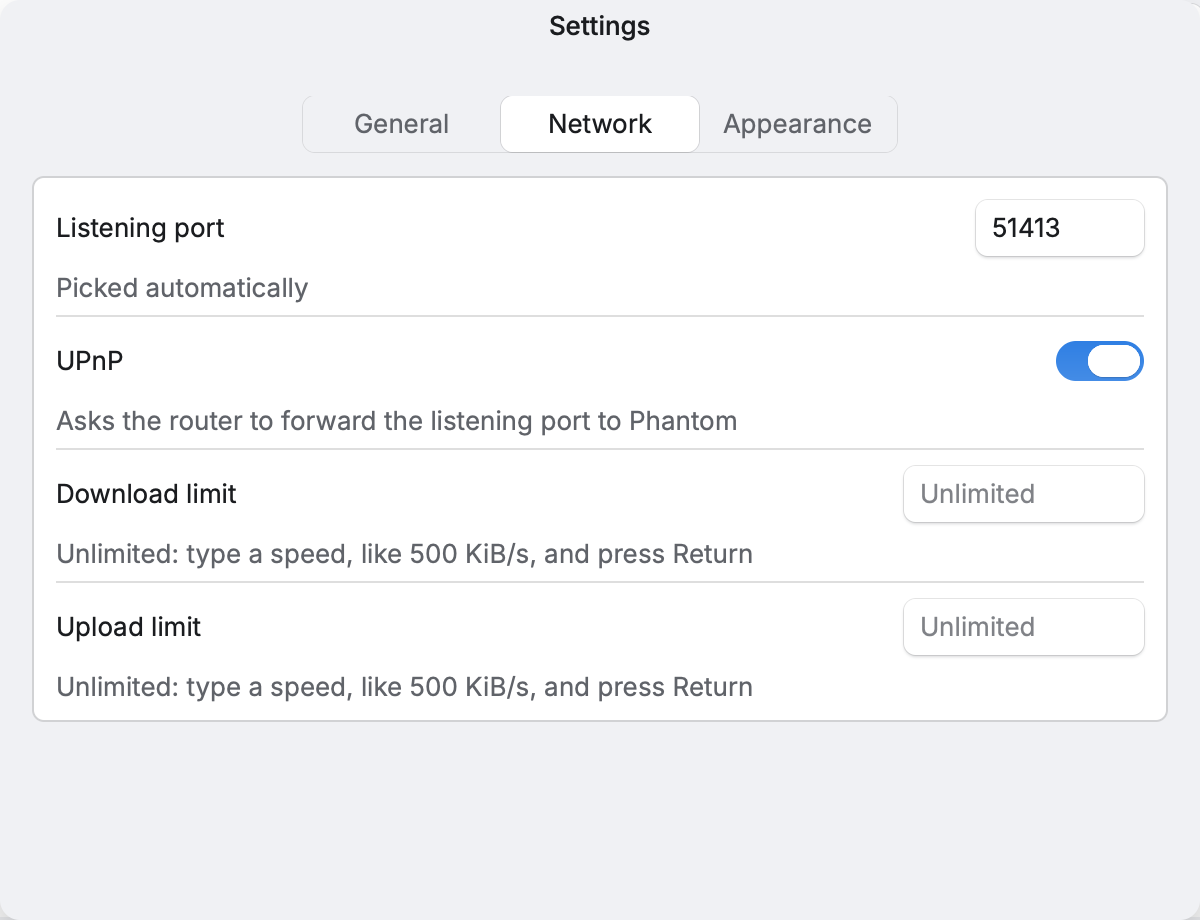 Settings
General
Network
Appearance
Listening port
51413
Picked automatically
UPnP
Asks the router to forward the listening port to Phantom
Download limit
Unlimited
Unlimited: type a speed, like 500 KiB/s, and press Return
Upload limit
Unlimited
Unlimited: type a speed, like 500 KiB/s, and press Return